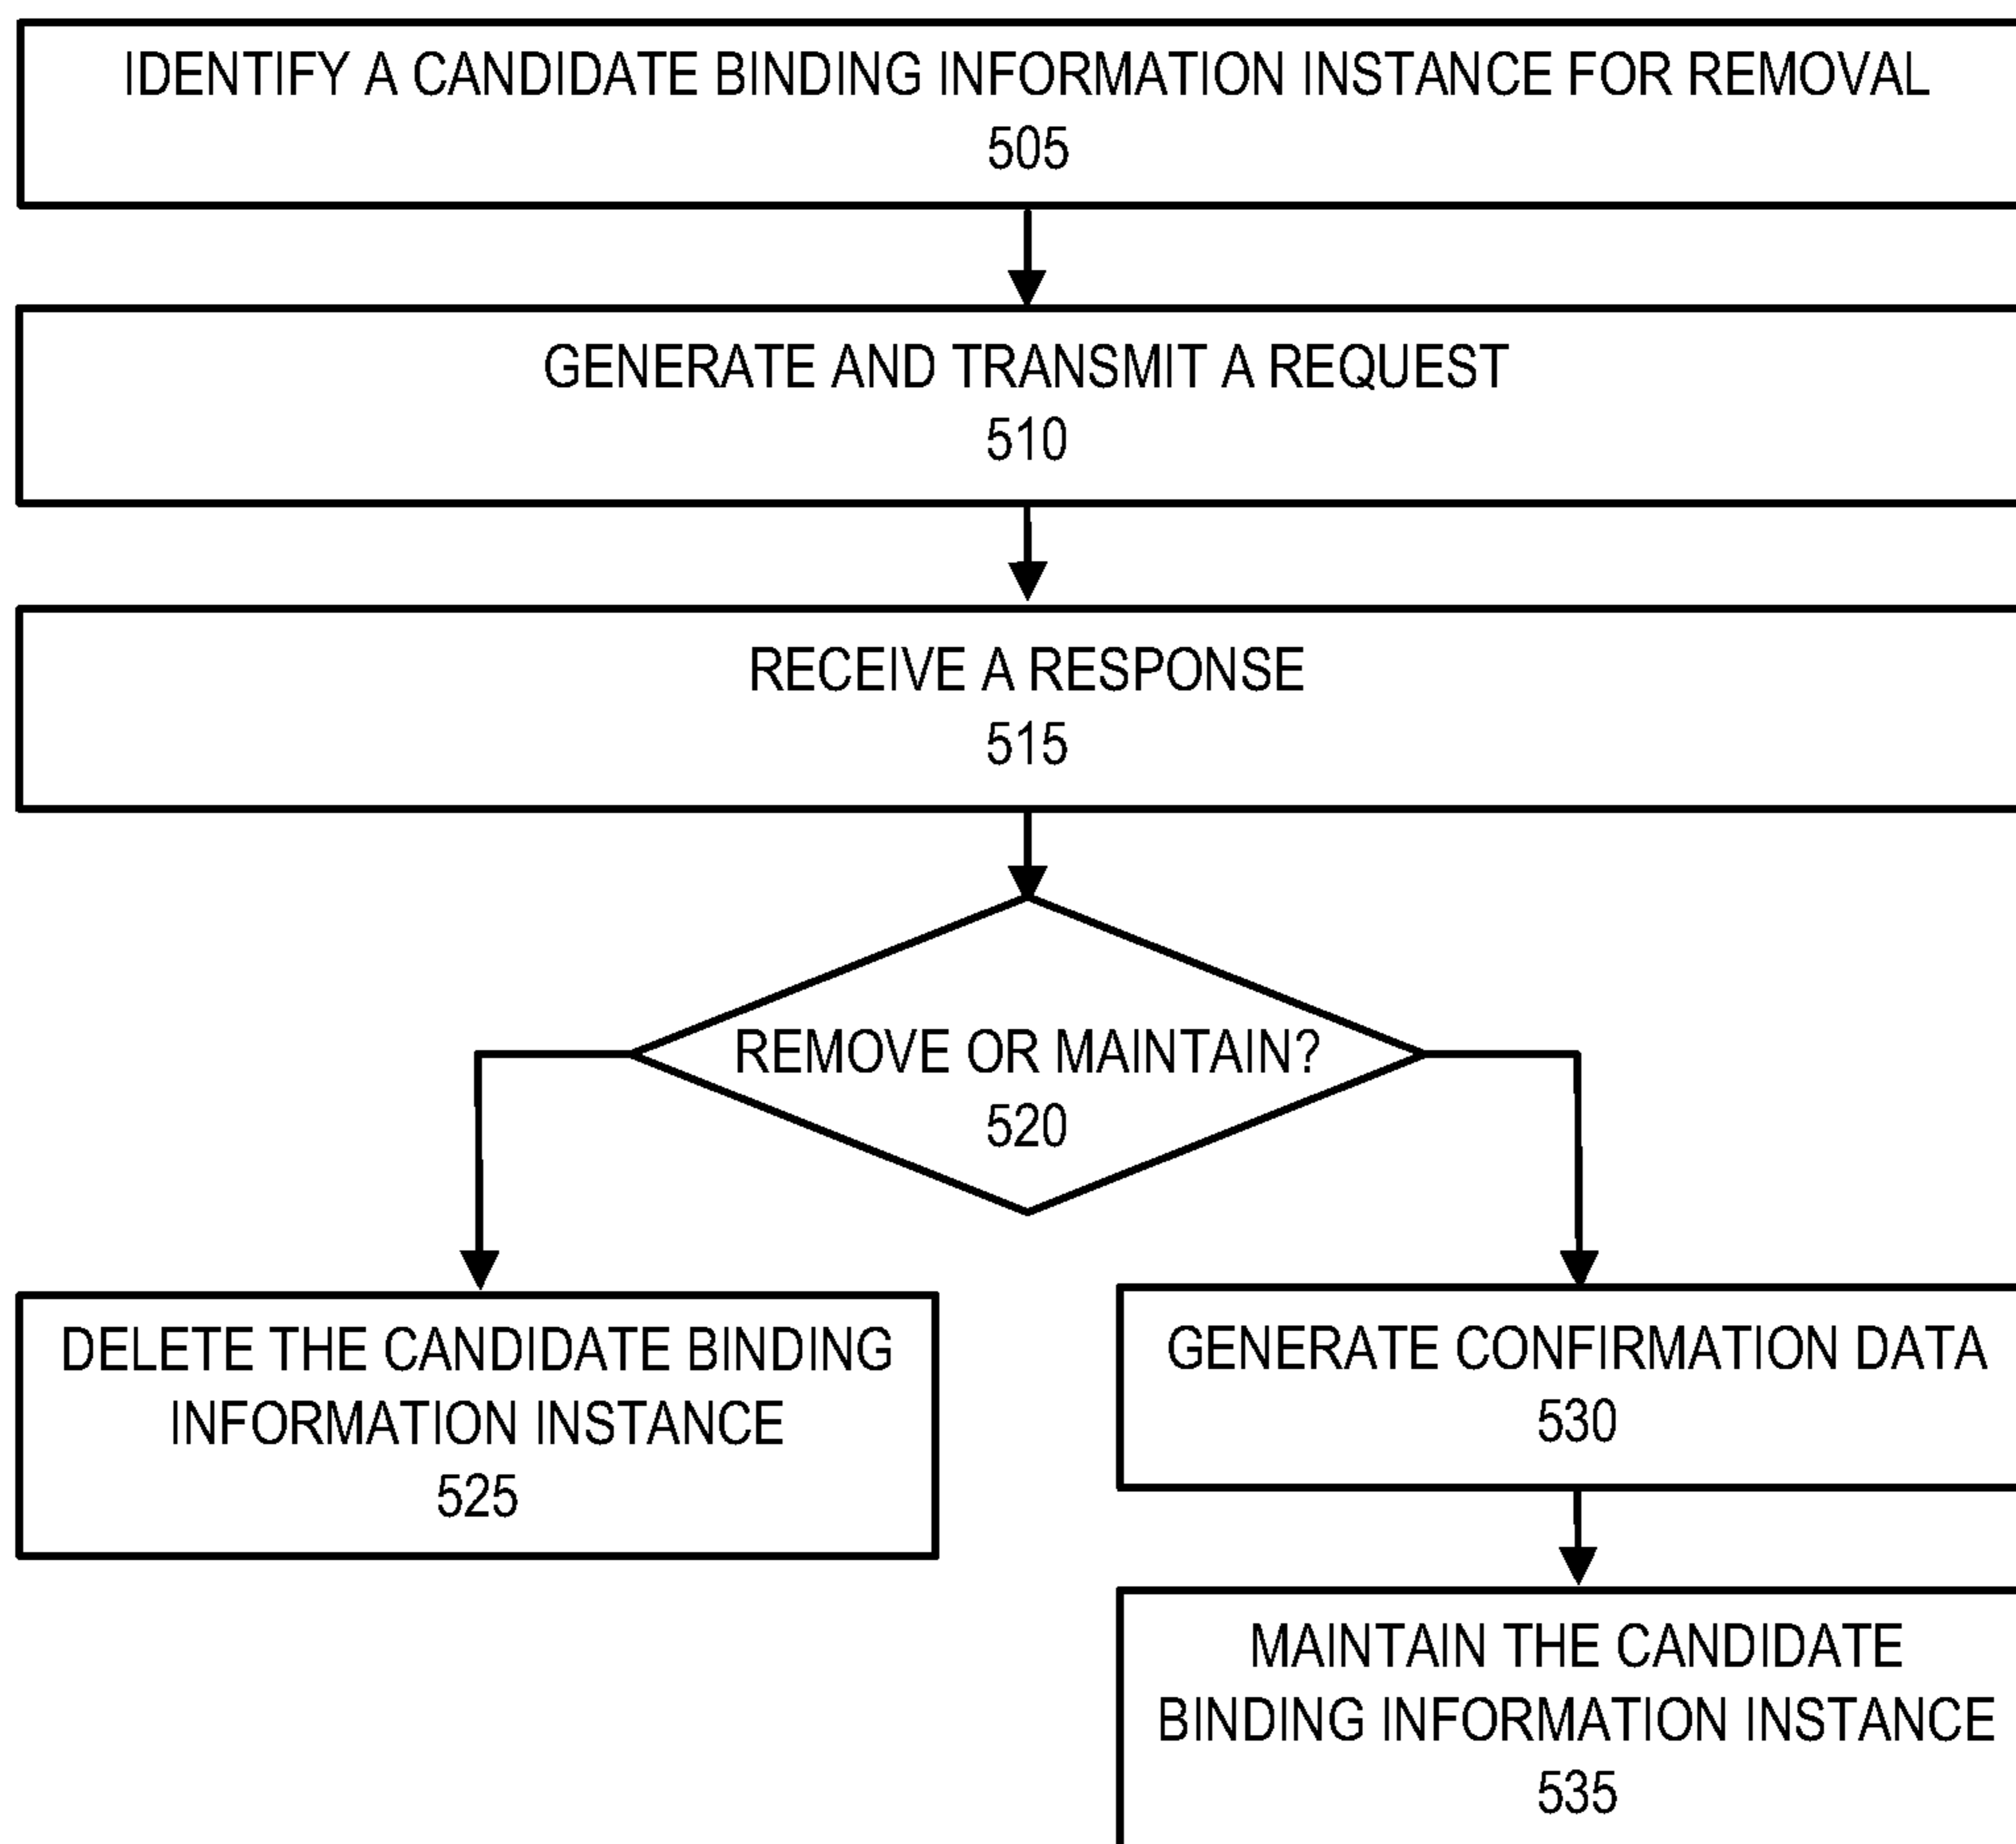 IDENTIFY A CANDIDATE BINDING INFORMATION INSTANCE FOR REMOVAL
505
GENERATE AND TRANSMIT A REQUEST
510
RECEIVE A RESPONSE
515
REMOVE OR MAINTAIN?
520
DELETE THE CANDIDATE BINDING
INFORMATION INSTANCE
525
GENERATE CONFIRMATION DATA
530
MAINTAIN THE CANDIDATE
BINDING INFORMATION INSTANCE
535